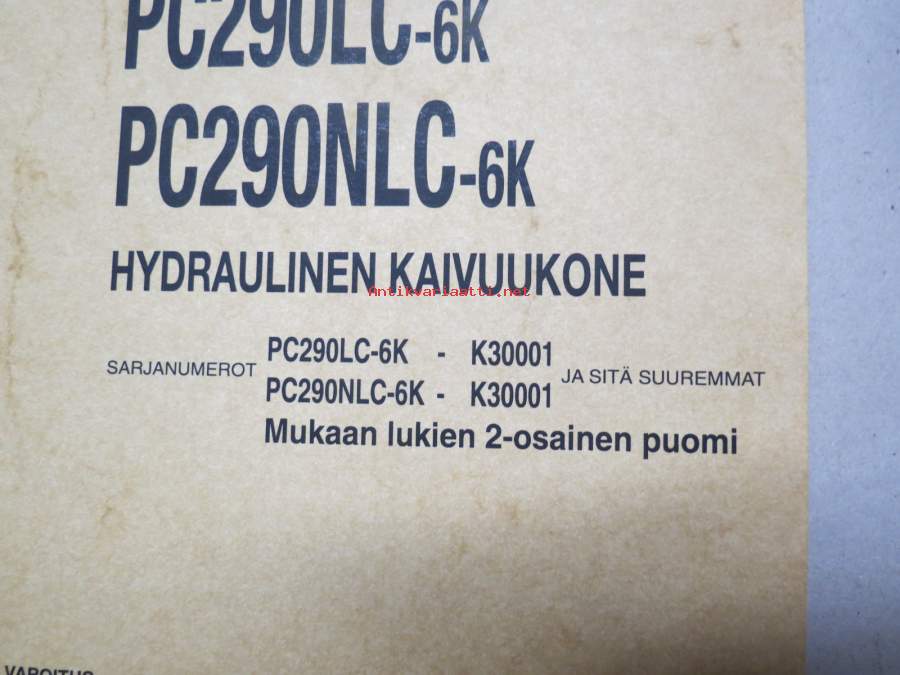 PC290LC-6K
PC290NLC-6K
HYDRAULINEN KAIVUUKONE
Antikvariaatti.net
SARJANUMEROT PC290LC-6K - K30001 JA SITÄ SUUREMMAT
PC290NLC-6K - K30001
Mukaan lukien 2-osainen puomi
VAROITUS